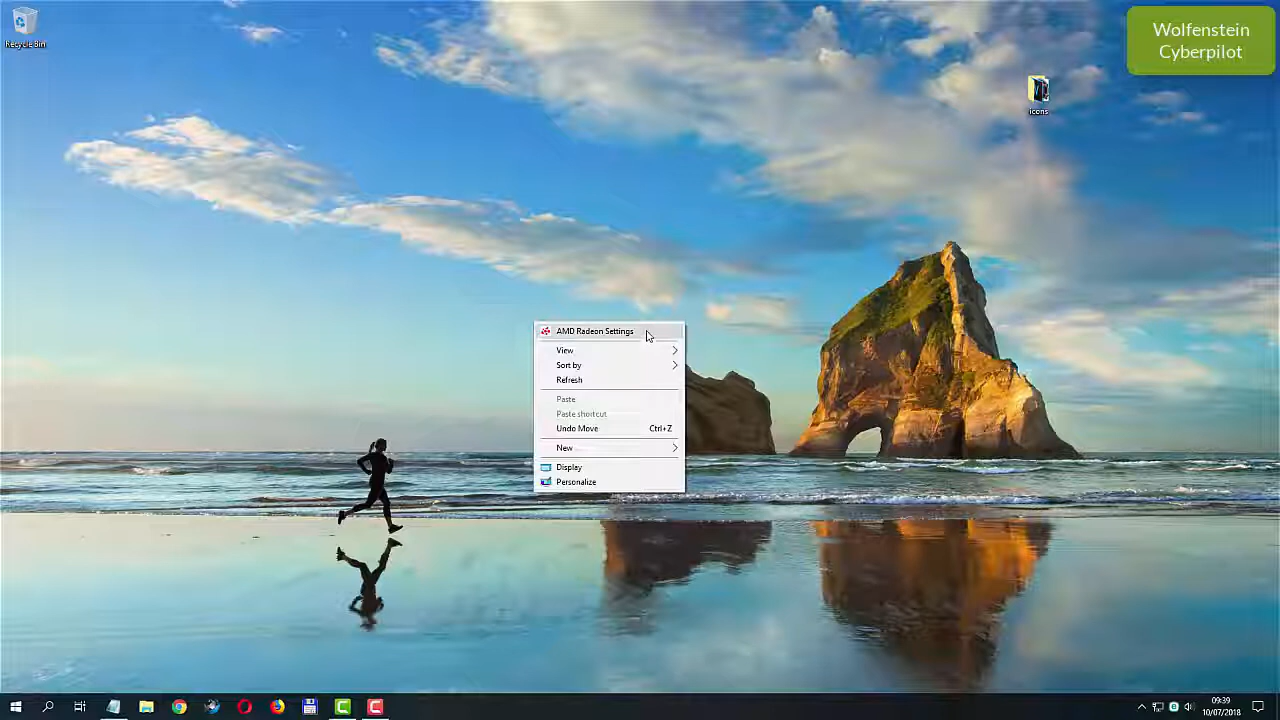 Recycle Bin
Wolfenstein
Cyberpilot
icons
AMD Radeon Settings
View
Sort by
Refresh
Paste
Paste shortcut
Undo Move Ctrl+Z
New
Display
Personalize
09:39
10/07/2018